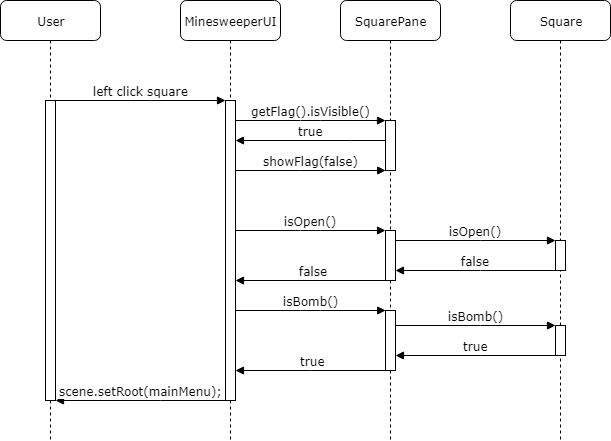 User
MinesweeperUI
SquarePane
Square
left click square
getFlag().isVisible()
true
showFlag(false)
isOpen()
isOpen()
false
false
isBomb()
isBomb()
true
true
scene.setRoot(mainMenu);